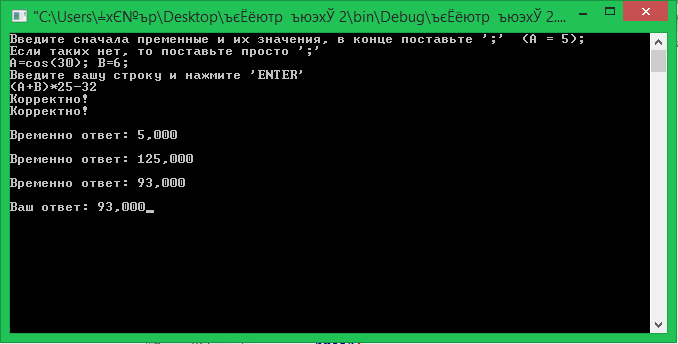 "C:\Users\╧хЄ№ър\Desktop\ъєЁёютр  ъюэхЎ 2\bin\Debug\ъєЁёютр  ъюэхЎ 2....
Введите сначала пременные и их значения, в конце поставьте ';'  (A = 5);
Если таких нет, то поставьте просто ';'
A=cos(30); B=6;
Введите вашу строку и нажмите 'ENTER'
(A+B)*25-32
Корректно!
Корректно!
Временно ответ: 5,000
Временно ответ: 125,000
Временно ответ: 93,000
Ваш ответ: 93,000